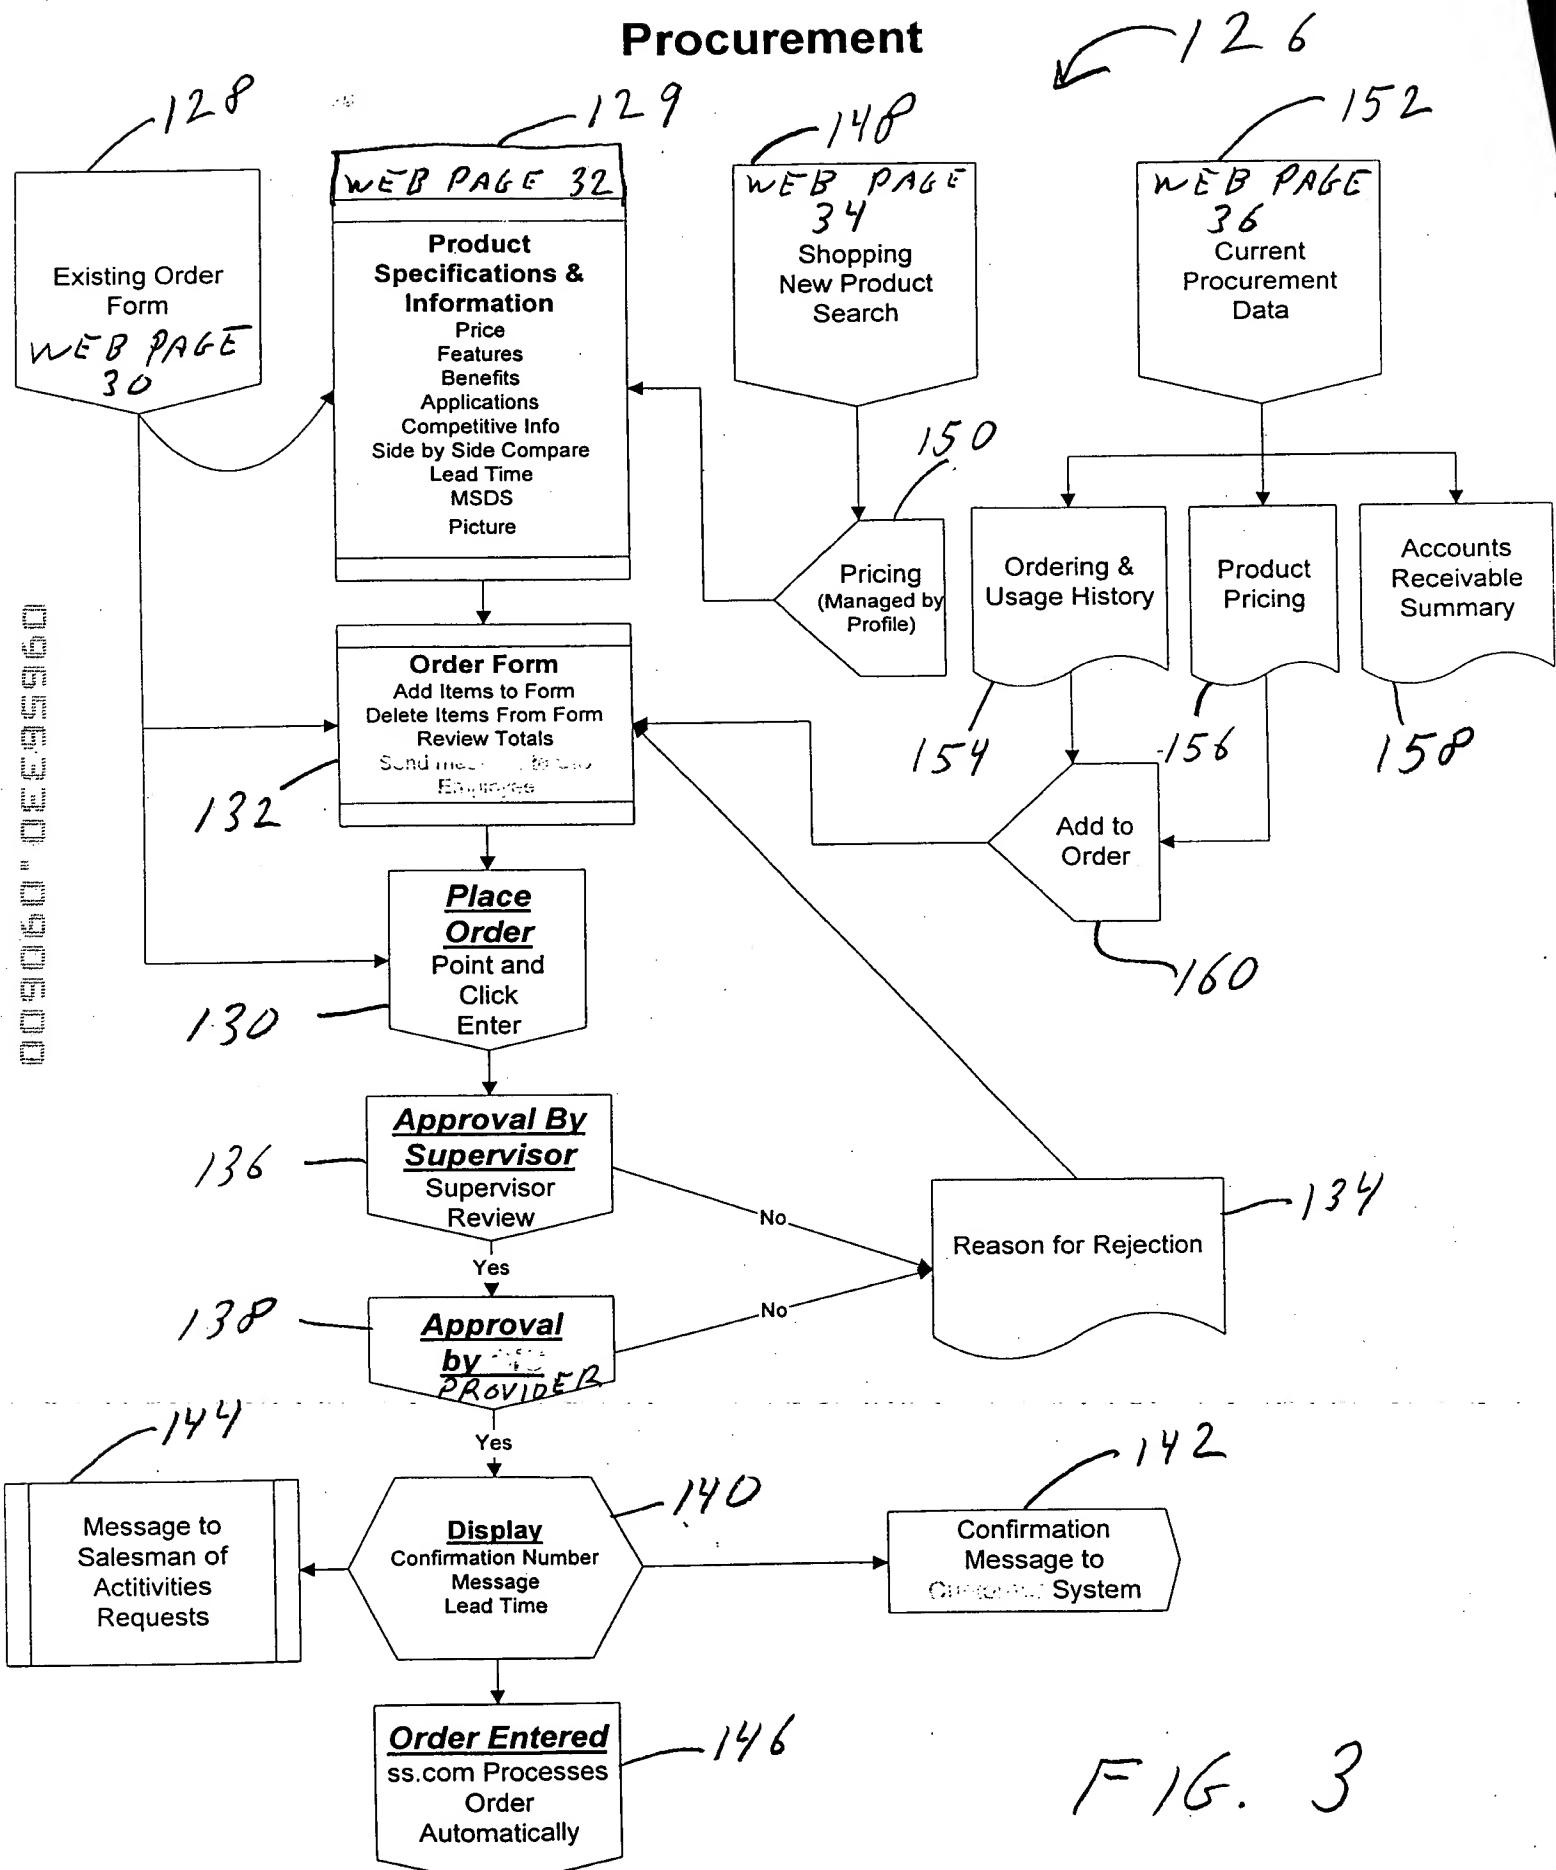 Procurement
126
128
129
148
152
Existing Order
Form
WEB PAGE
30
WEB PAGE 32
Product
Specifications &
Information
Price
Features
Benefits
Applications
Competitive Info
Side by Side Compare
Lead Time
MSDS
Picture
WEB PAGE
34
Shopping
New Product
Search
WEB PAGE
36
Current
Procurement
Data
150
Pricing
(Managed by
Profile)
Ordering &
Usage History
Product
Pricing
Accounts
Receivable
Summary
154
156
158
Order Form
Add Items to Form
Delete Items From Form
Review Totals
Send
Employee
132
Add to
Order
160
Place
Order
Point and
Click
Enter
130
Approval By
Supervisor
Supervisor
Review
136
No
Yes
Reason for Rejection
134
Approval
by
PROVIDER
138
No
Yes
144
Message to
Salesman of
Actitivities
Requests
Display
Confirmation Number
Message
Lead Time
140
142
Confirmation
Message to
System
Order Entered
ss.com Processes
Order
Automatically
146
FIG. 3
09656330.090600